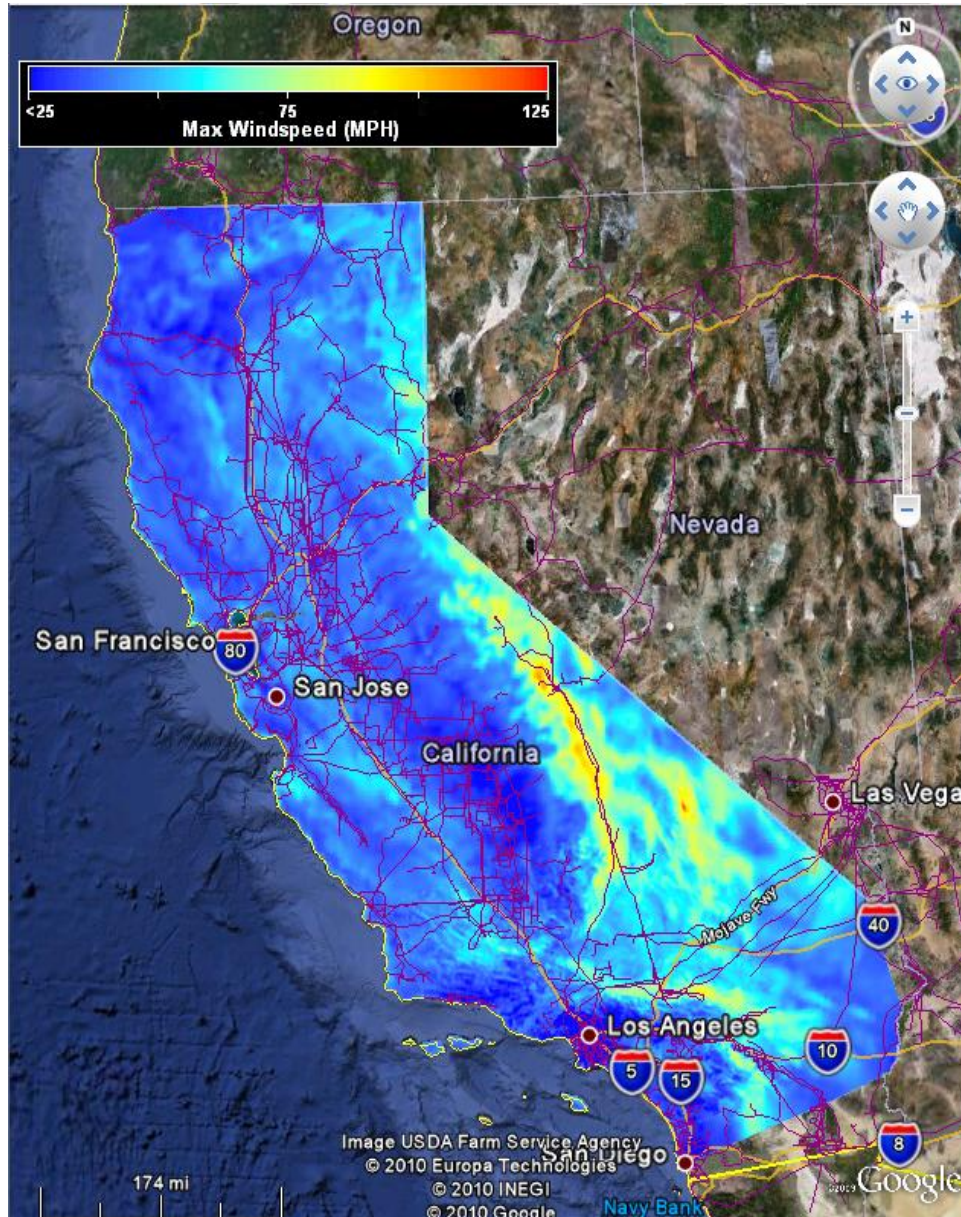 Oregon
N
<25 75 125
Max Windspeed (MPH)
Nevada
San Francisco
80
San Jose
California
Las Vega
Mojave Fwy
40
Los Angeles
10
5
15
8
Image USDA Farm Service Agency
San Diego
© 2010 Europa Technologies
174 mi
© 2010 INEGI
©2009 Google
© 2010 Google
Navy Bank